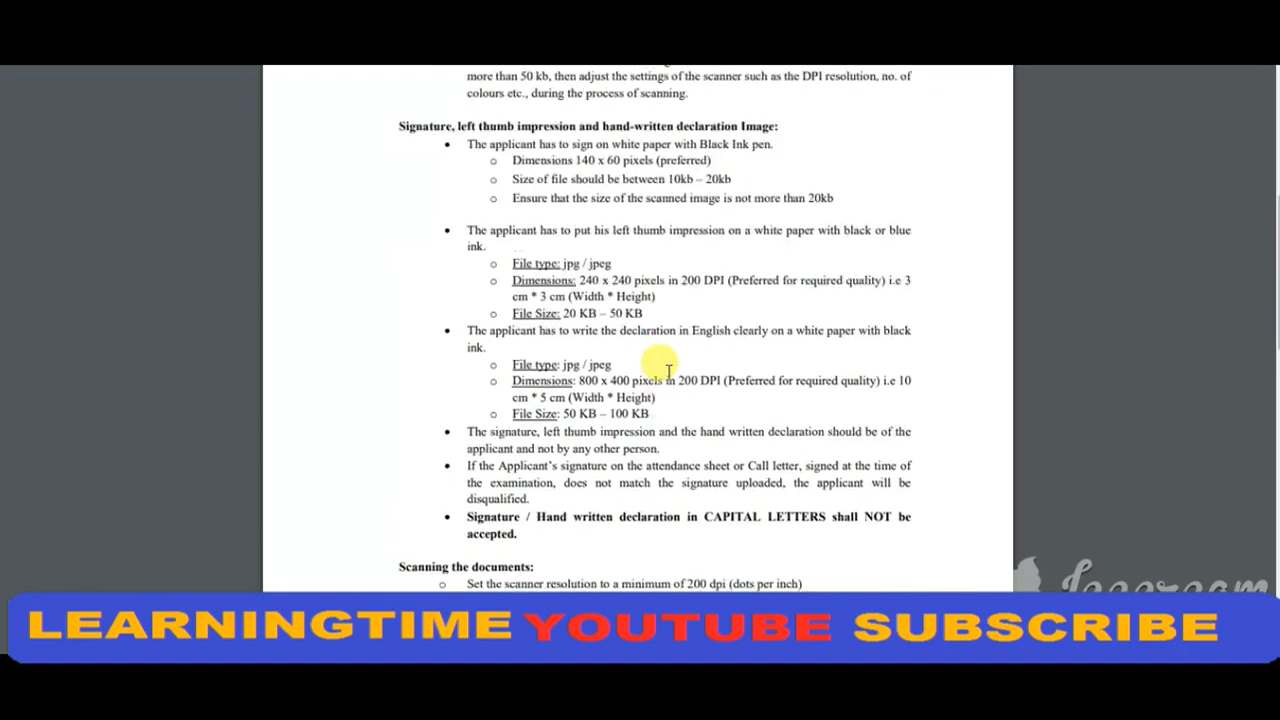 more than 50 kb, then adjust the settings of the scanner such as the DPI resolution, no. of
colours etc., during the process of scanning.
Signature, left thumb impression and hand-written declaration Image:
• The applicant has to sign on white paper with Black Ink pen.
o Dimensions 140 x 60 pixels (preferred)
o Size of file should be between 10kb – 20kb
o Ensure that the size of the scanned image is not more than 20kb
• The applicant has to put his left thumb impression on a white paper with black or blue
ink.
o File type: jpg / jpeg
o Dimensions: 240 x 240 pixels in 200 DPI (Preferred for required quality) i.e 3
cm * 3 cm (Width * Height)
o File Size: 20 KB – 50 KB
• The applicant has to write the declaration in English clearly on a white paper with black
ink.
o File type: jpg / jpeg
o Dimensions: 800 x 400 pixels in 200 DPI (Preferred for required quality) i.e 10
cm * 5 cm (Width * Height)
o File Size: 50 KB – 100 KB
• The signature, left thumb impression and the hand written declaration should be of the
applicant and not by any other person.
• If the Applicant's signature on the attendance sheet or Call letter, signed at the time of
the examination, does not match the signature uploaded, the applicant will be
disqualified.
• Signature / Hand written declaration in CAPITAL LETTERS shall NOT be
accepted.
Scanning the documents:
o Set the scanner resolution to a minimum of 200 dpi (dots per inch)
Icecream
LEARNINGTIME YOUTUBE SUBSCRIBE